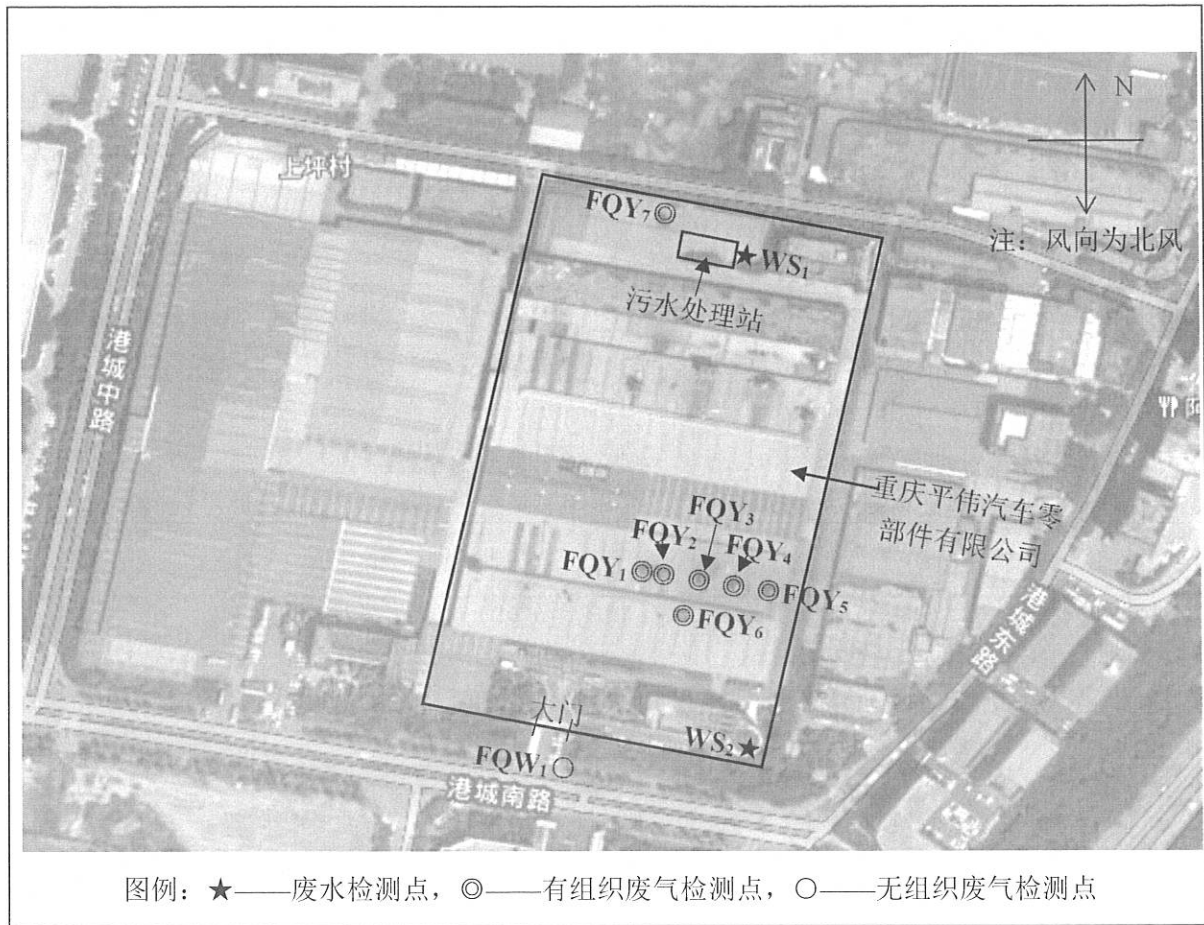 N
上坪村
FQY₇
注：风向为北风
WS₁
污水处理站
港城中路
重庆平伟汽车零
部件有限公司
FQY₃
FQY₂
FQY₄
FQY₁
FQY₅
FQY₆
港城东路
大门
WS₂
FQW₁
港城南路
图例：★——废水检测点，◎——有组织废气检测点，○——无组织废气检测点